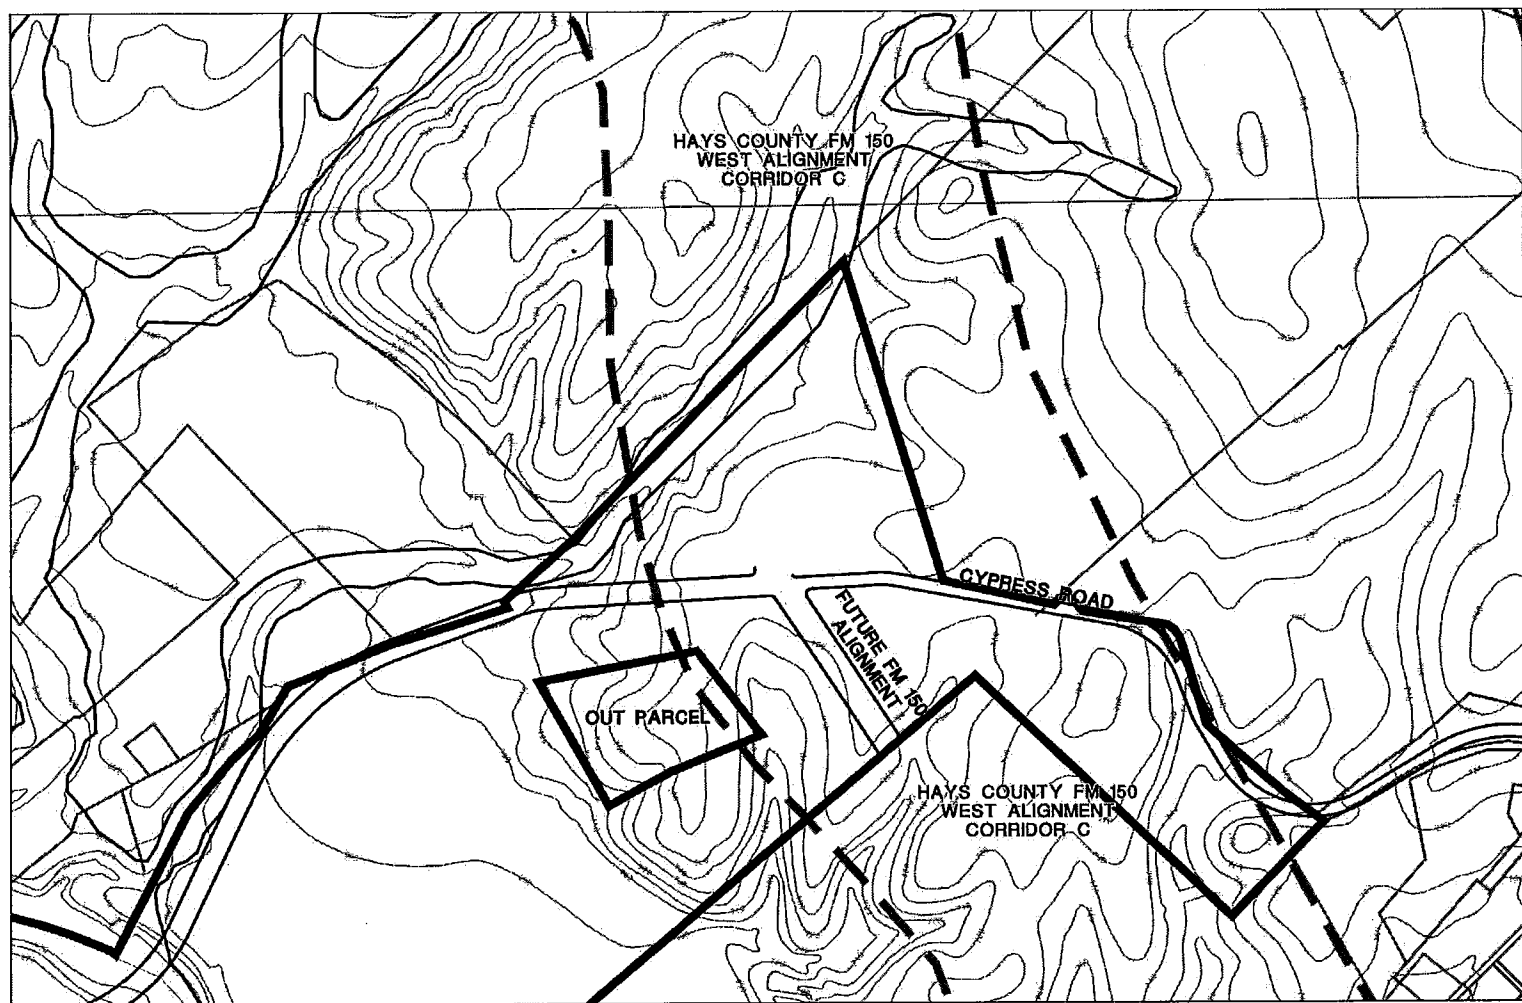 HAYS COUNTY FM 150
WEST ALIGNMENT
CORRIDOR C
CYPRESS ROAD
FUTURE FM 150
ALIGNMENT
OUT PARCEL
HAYS COUNTY FM 150
WEST ALIGNMENT
CORRIDOR C